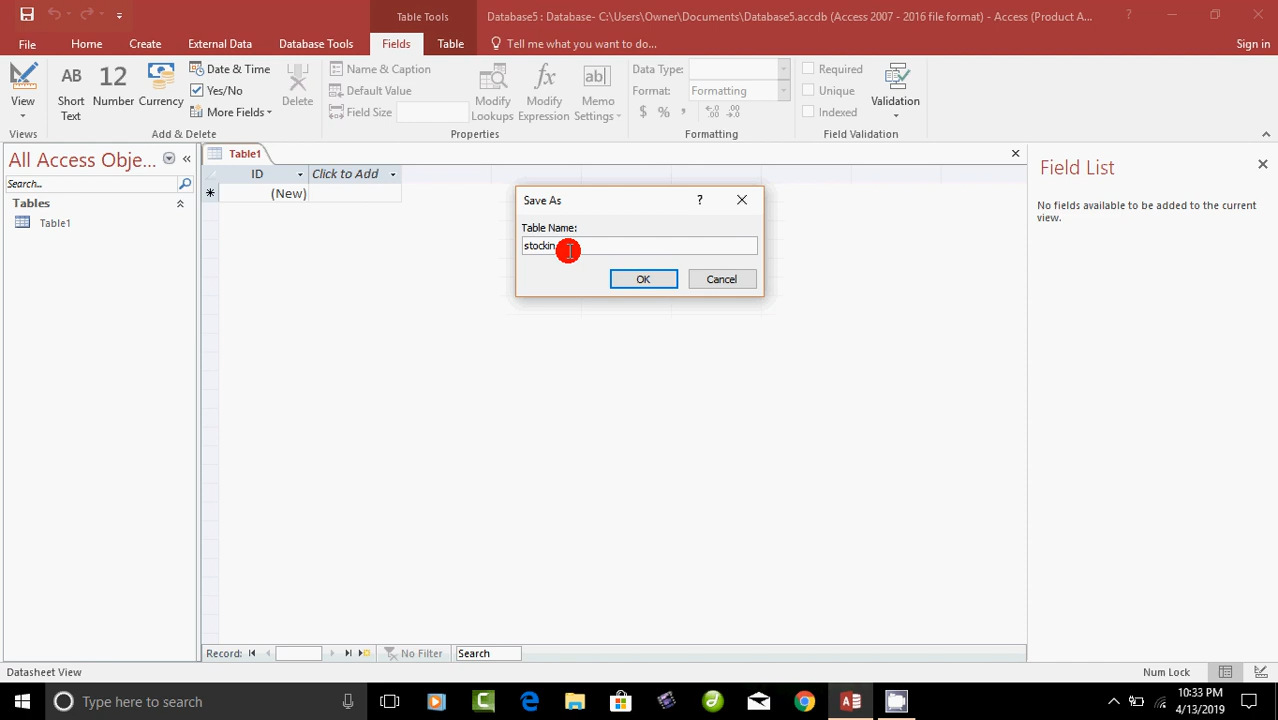 Table Tools
Database5 : Database- C:\Users\Owner\Documents\Database5.accdb (Access 2007 - 2016 file format) - Access (Product A...
File
Home
Create
External Data
Database Tools
Fields
Table
Tell me what you want to do...
Sign in
View
AB
Short
Text
12
Number
Currency
Date & Time
Yes/No
More Fields
Delete
Name & Caption
Default Value
Field Size
Modify
Lookups
fx
Modify
Expression
ab
Memo
Settings
Data Type:
Format:
Formatting
$ % ,
Required
Unique
Indexed
Validation
Views
Add & Delete
Properties
Formatting
Field Validation
All Access Obje...
Search...
Tables
Table1
Table1
ID
Click to Add
(New)
Save As
?
Table Name:
stockin
OK
Cancel
Field List
No fields available to be added to the current
view.
Record:
No Filter
Search
Datasheet View
Num Lock
Type here to search
10:33 PM
4/13/2019